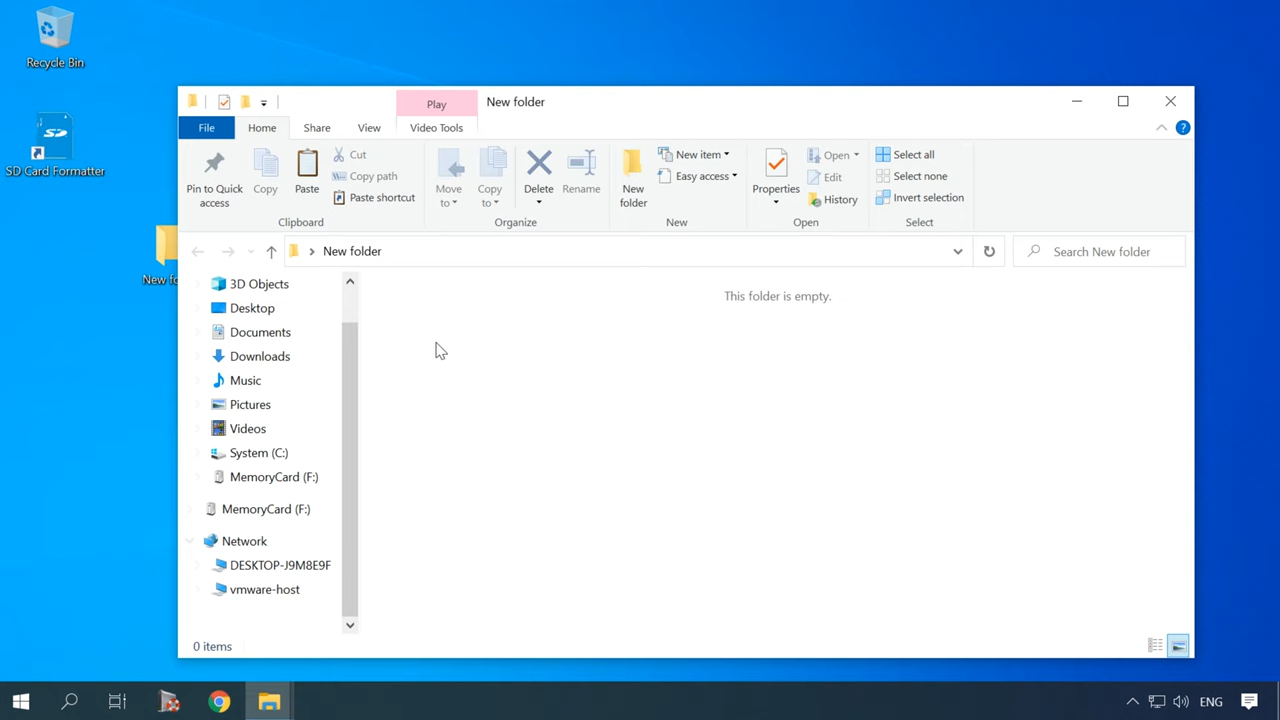 Recycle Bin
SD Card Formatter
New fo
Play
New folder
File
Home
Share
View
Video Tools
Pin to Quick access
Copy
Paste
Cut
Copy path
Paste shortcut
Clipboard
Move to
Copy to
Delete
Rename
Organize
New folder
New item
Easy access
New
Properties
Open
Edit
History
Open
Select all
Select none
Invert selection
Select
New folder
Search New folder
3D Objects
Desktop
Documents
Downloads
Music
Pictures
Videos
System (C:)
MemoryCard (F:)
MemoryCard (F:)
Network
DESKTOP-J9M8E9F
vmware-host
This folder is empty.
0 items
ENG